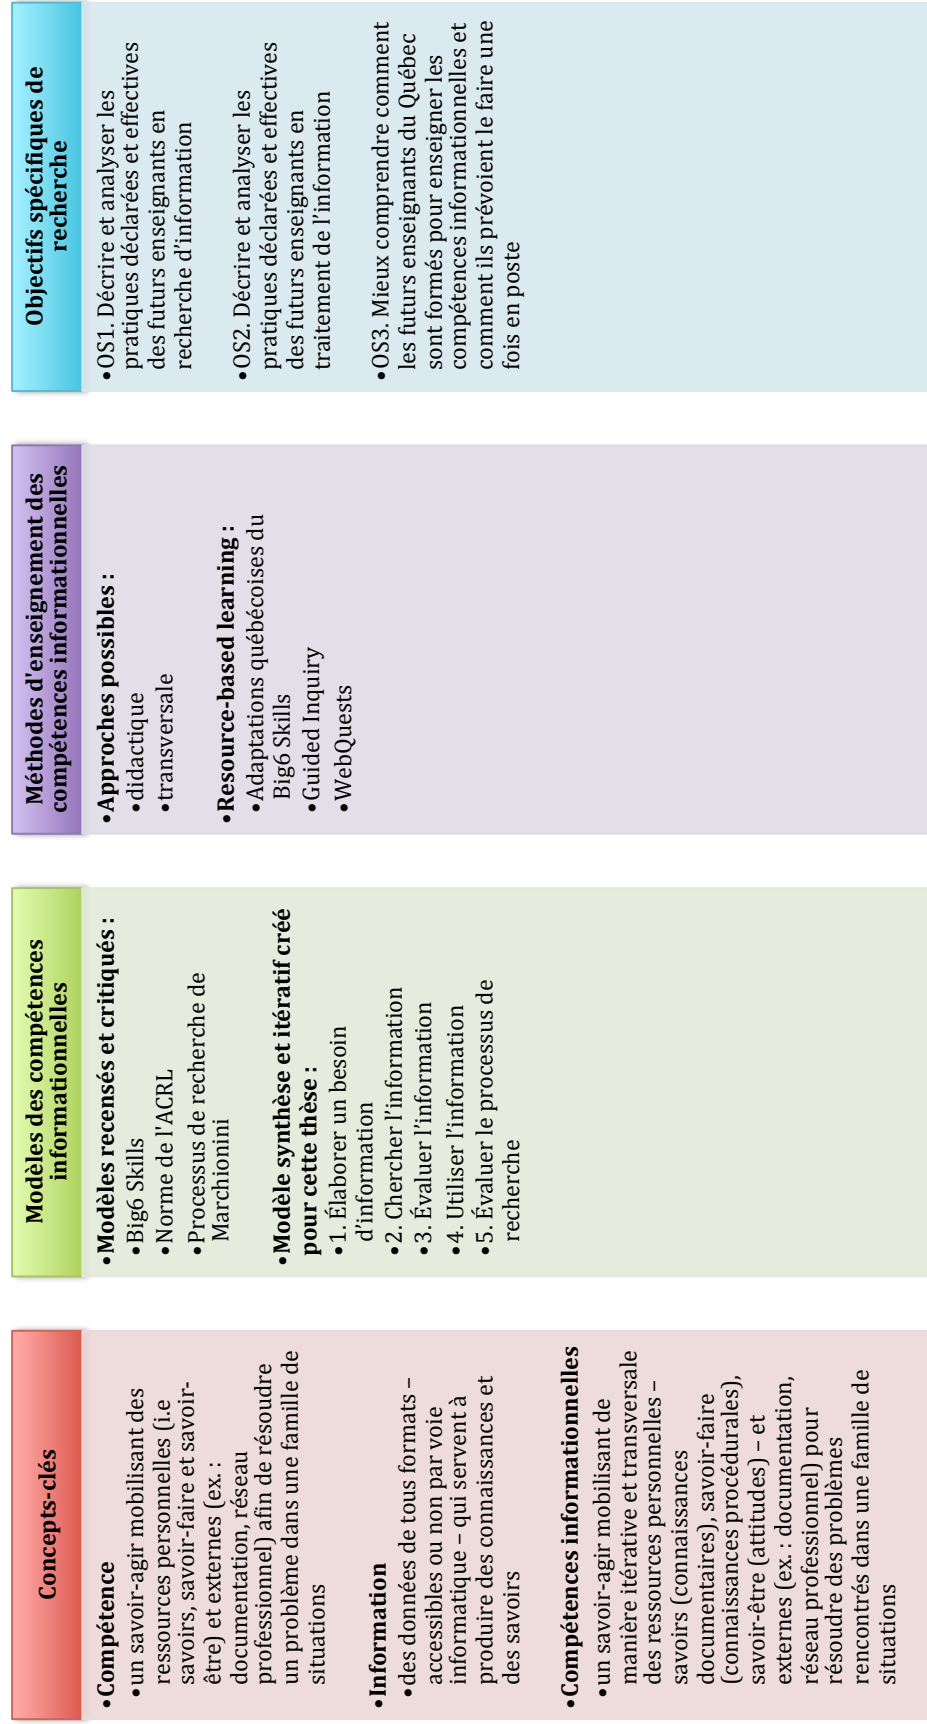 Concepts-clés
•Compétence
•un savoir-agir mobilisant des
ressources personnelles (i.e
savoirs, savoir-faire et savoir-
être) et externes (ex. :
documentation, réseau
professionnel) afin de résoudre
un problème dans une famille de
situations
•Information
•des données de tous formats –
accessibles ou non par voie
informatique – qui servent à
produire des connaissances et
des savoirs
•Compétences informationnelles
•un savoir-agir mobilisant de
manière itérative et transversale
des ressources personnelles –
savoirs (connaissances
documentaires), savoir-faire
(connaissances procédurales),
savoir-être (attitudes) – et
externes (ex. : documentation,
réseau professionnel) pour
résoudre des problèmes
rencontrés dans une famille de
situations
Modèles des compétences
informationnelles
•Modèles recensés et critiqués :
•Big6 Skills
•Norme de l'ACRL
•Processus de recherche de
Marchionini
•Modèle synthèse et itératif créé
pour cette thèse :
•1. Élaborer un besoin
d'information
•2. Chercher l'information
•3. Évaluer l'information
•4. Utiliser l'information
•5. Évaluer le processus de
recherche
Méthodes d'enseignement des
compétences informationnelles
•Approches possibles :
•didactique
•transversale
•Resource-based learning :
•Adaptations québécoises du
Big6 Skills
•Guided Inquiry
•WebQuests
Objectifs spécifiques de
recherche
•OS1. Décrire et analyser les
pratiques déclarées et effectives
des futurs enseignants en
recherche d'information
•OS2. Décrire et analyser les
pratiques déclarées et effectives
des futurs enseignants en
traitement de l'information
•OS3. Mieux comprendre comment
les futurs enseignants du Québec
sont formés pour enseigner les
compétences informationnelles et
comment ils prévoient le faire une
fois en poste